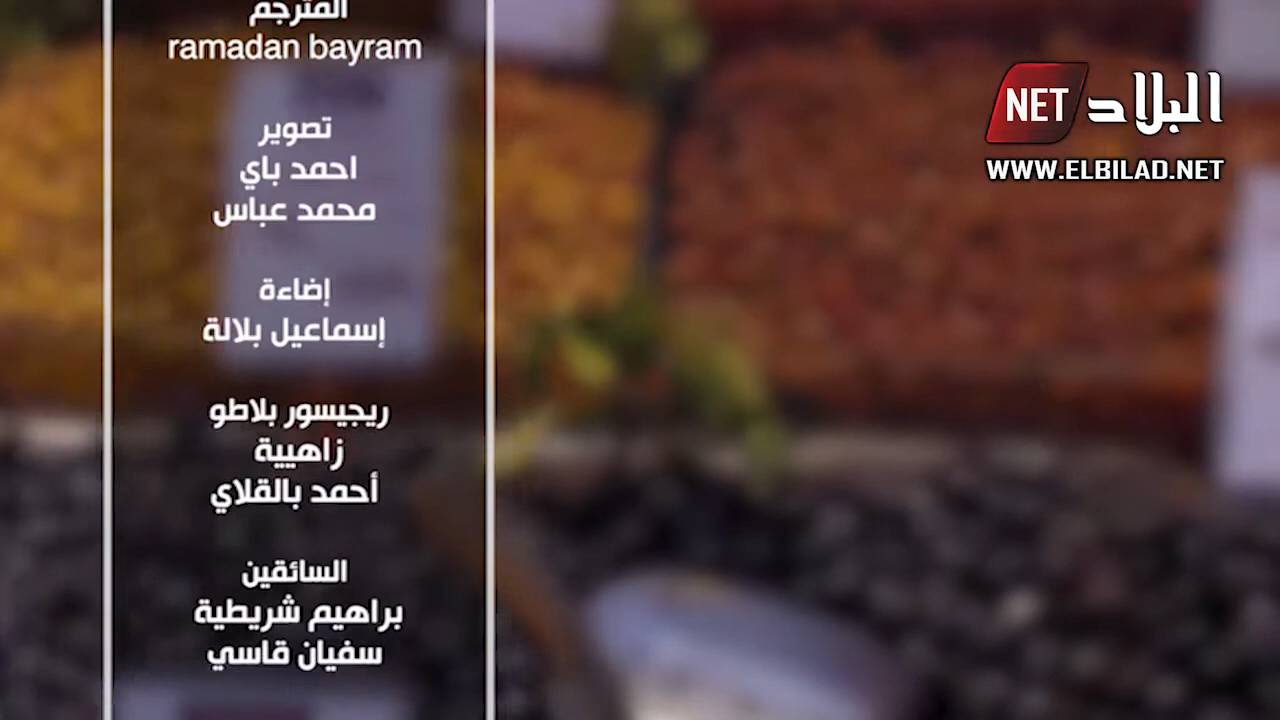 المترجم
ramadan bayram
تصوير
احمد باي
محمد عباس
إضاءة
إسماعيل بلالة
ريجيسور بلاطو
زاهيية
أحمد بالقلاي
السائقين
براهيم شريطية
سفيان قاسي
البلاد NET
WWW.ELBILAD.NET